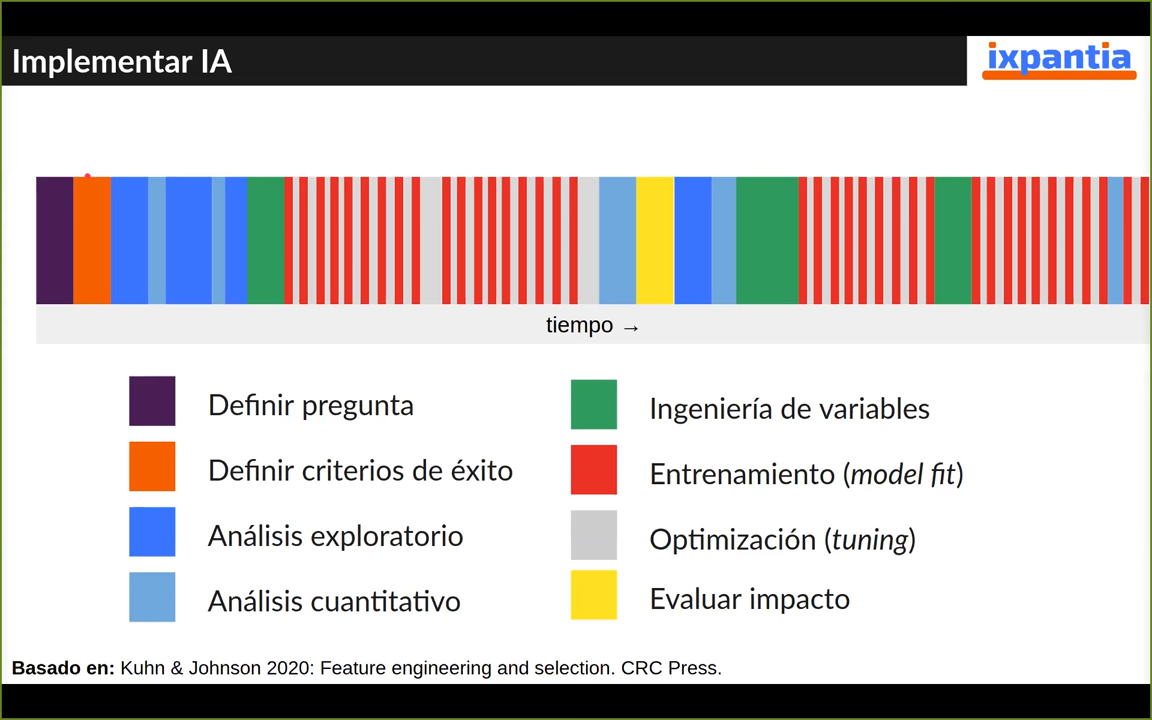 Implementar IA
ixpantia
tiempo →
Definir pregunta
Definir criterios de éxito
Análisis exploratorio
Análisis cuantitativo
Ingeniería de variables
Entrenamiento (model fit)
Optimización (tuning)
Evaluar impacto
Basado en: Kuhn & Johnson 2020: Feature engineering and selection. CRC Press.